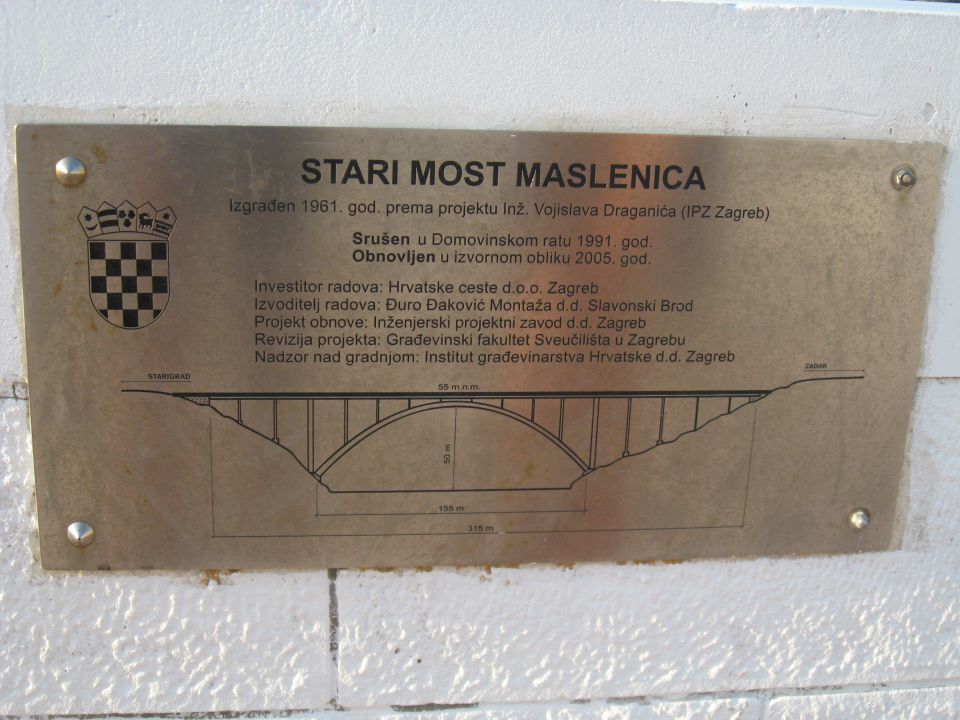 STARI MOST MASLENICA
Izgrađen 1961. god. prema projektu Inž. Vojislava Draganića (IPZ Zagreb)
Srušen u Domovinskom ratu 1991. god.
Obnovljen u izvornom obliku 2005. god.
Investitor radova: Hrvatske ceste d.o.o. Zagreb
Izvoditelj radova: Đuro Đaković Montaža d.d. Slavonski Brod
Projekt obnove: Inženjerski projektni zavod d.d. Zagreb
Revizija projekta: Građevinski fakultet Sveučilišta u Zagrebu
Nadzor nad gradnjom: Institut građevinarstva Hrvatske d.d. Zagreb
STARIGRAD
ZADAR
55 m n.m.
50 m
155 m
315 m